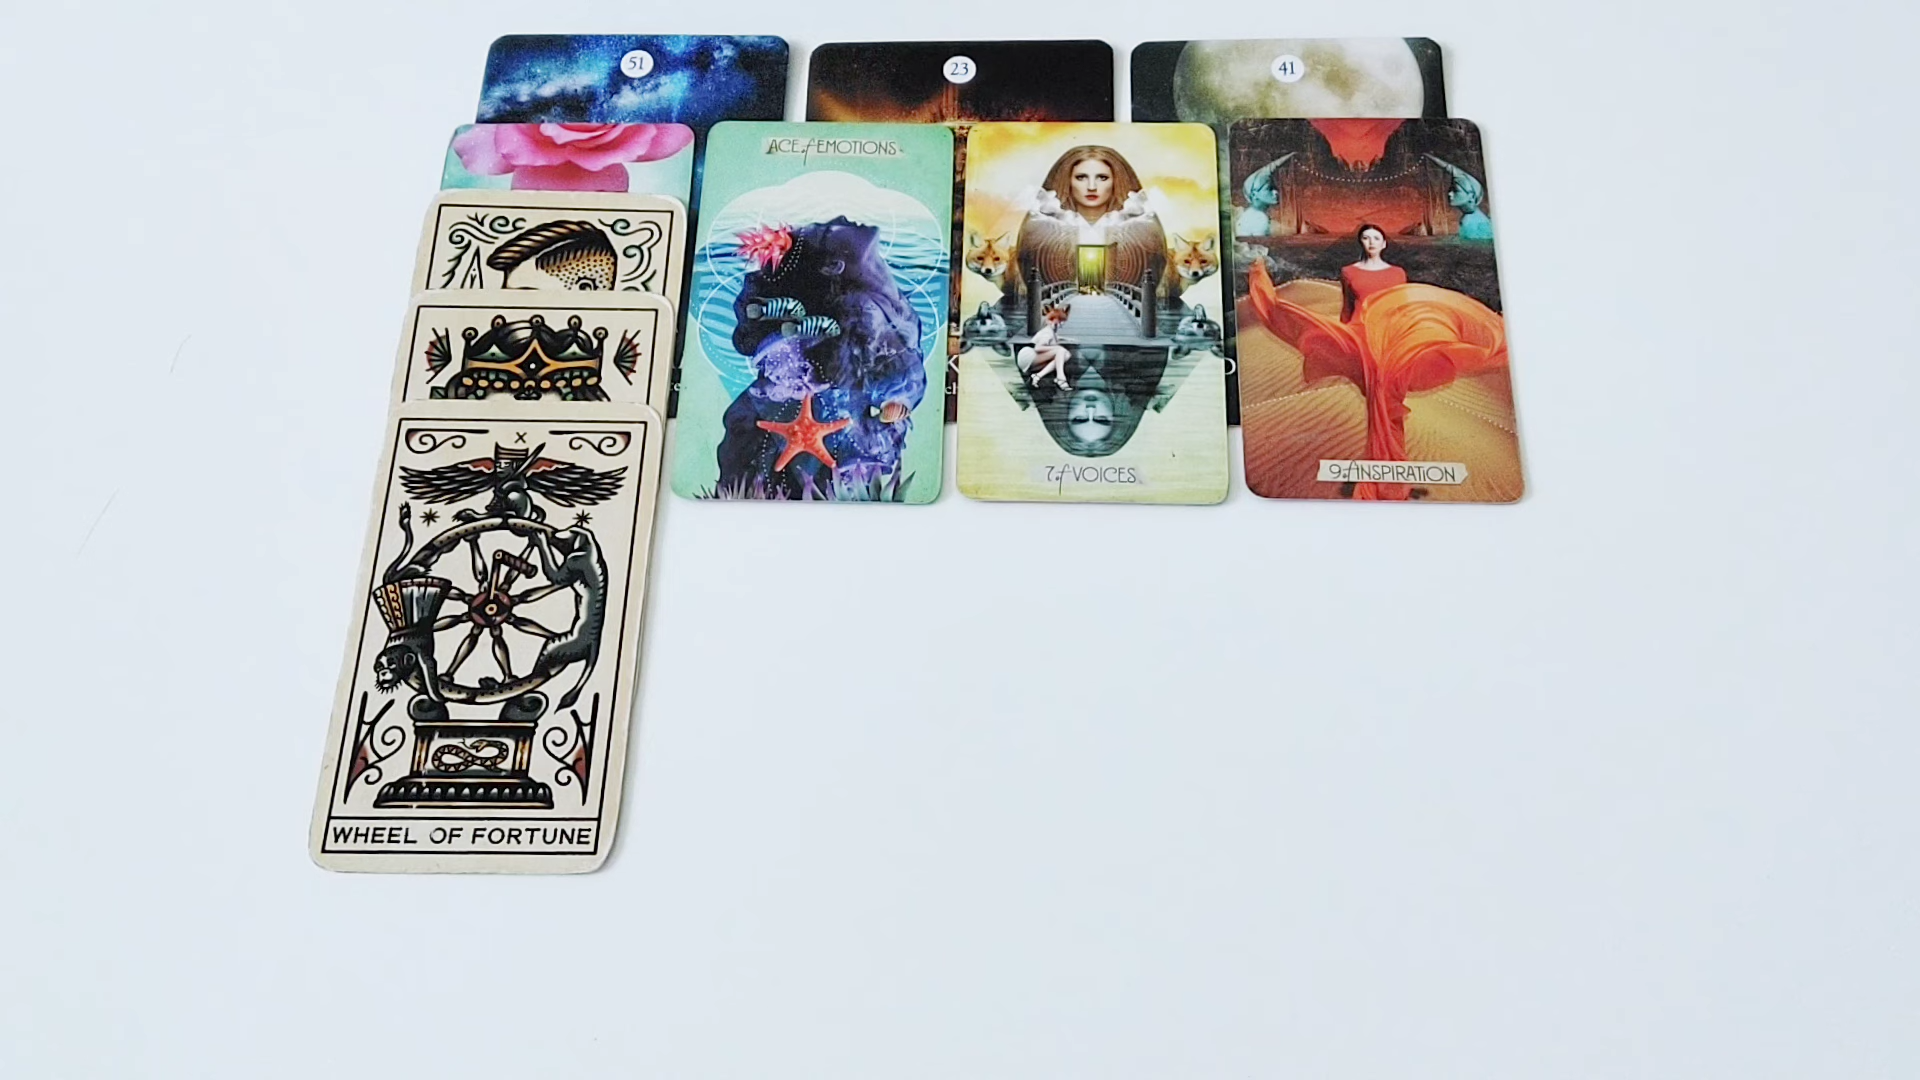 51
23
41
ACE of EMOTIONS
7 of VOICES
9 of INSPIRATION
X
WHEEL OF FORTUNE